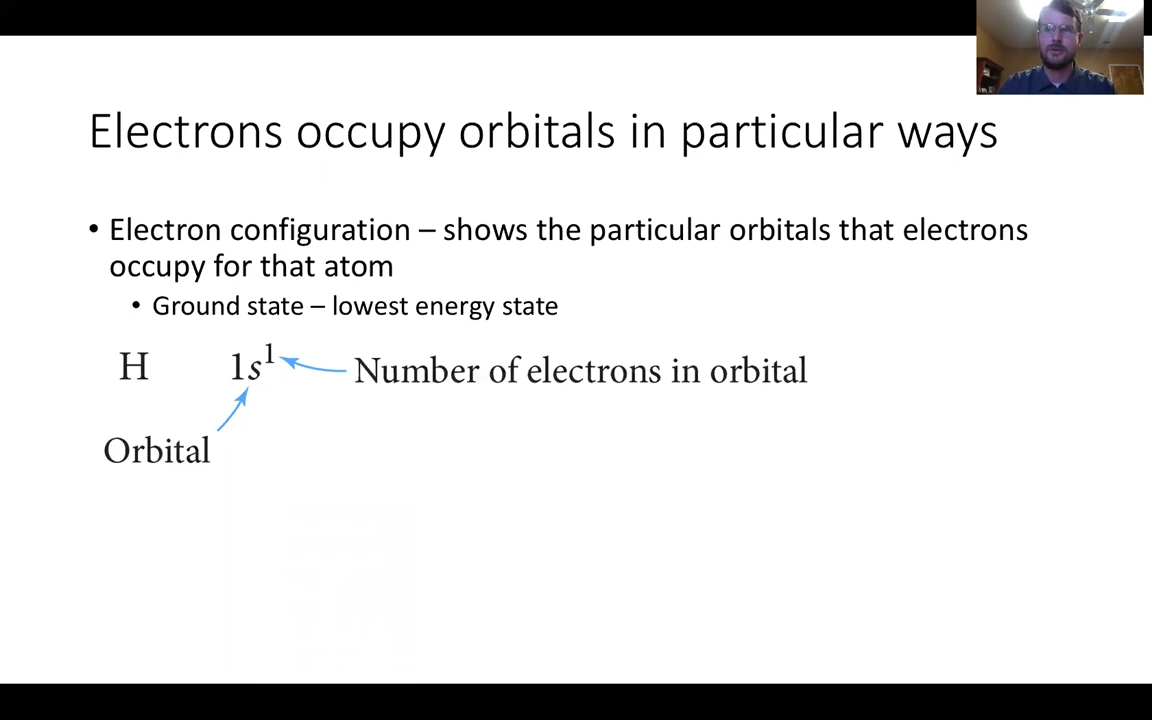 Electrons occupy orbitals in particular ways
• Electron configuration – shows the particular orbitals that electrons
occupy for that atom
• Ground state – lowest energy state
H 1s¹ Number of electrons in orbital
Orbital